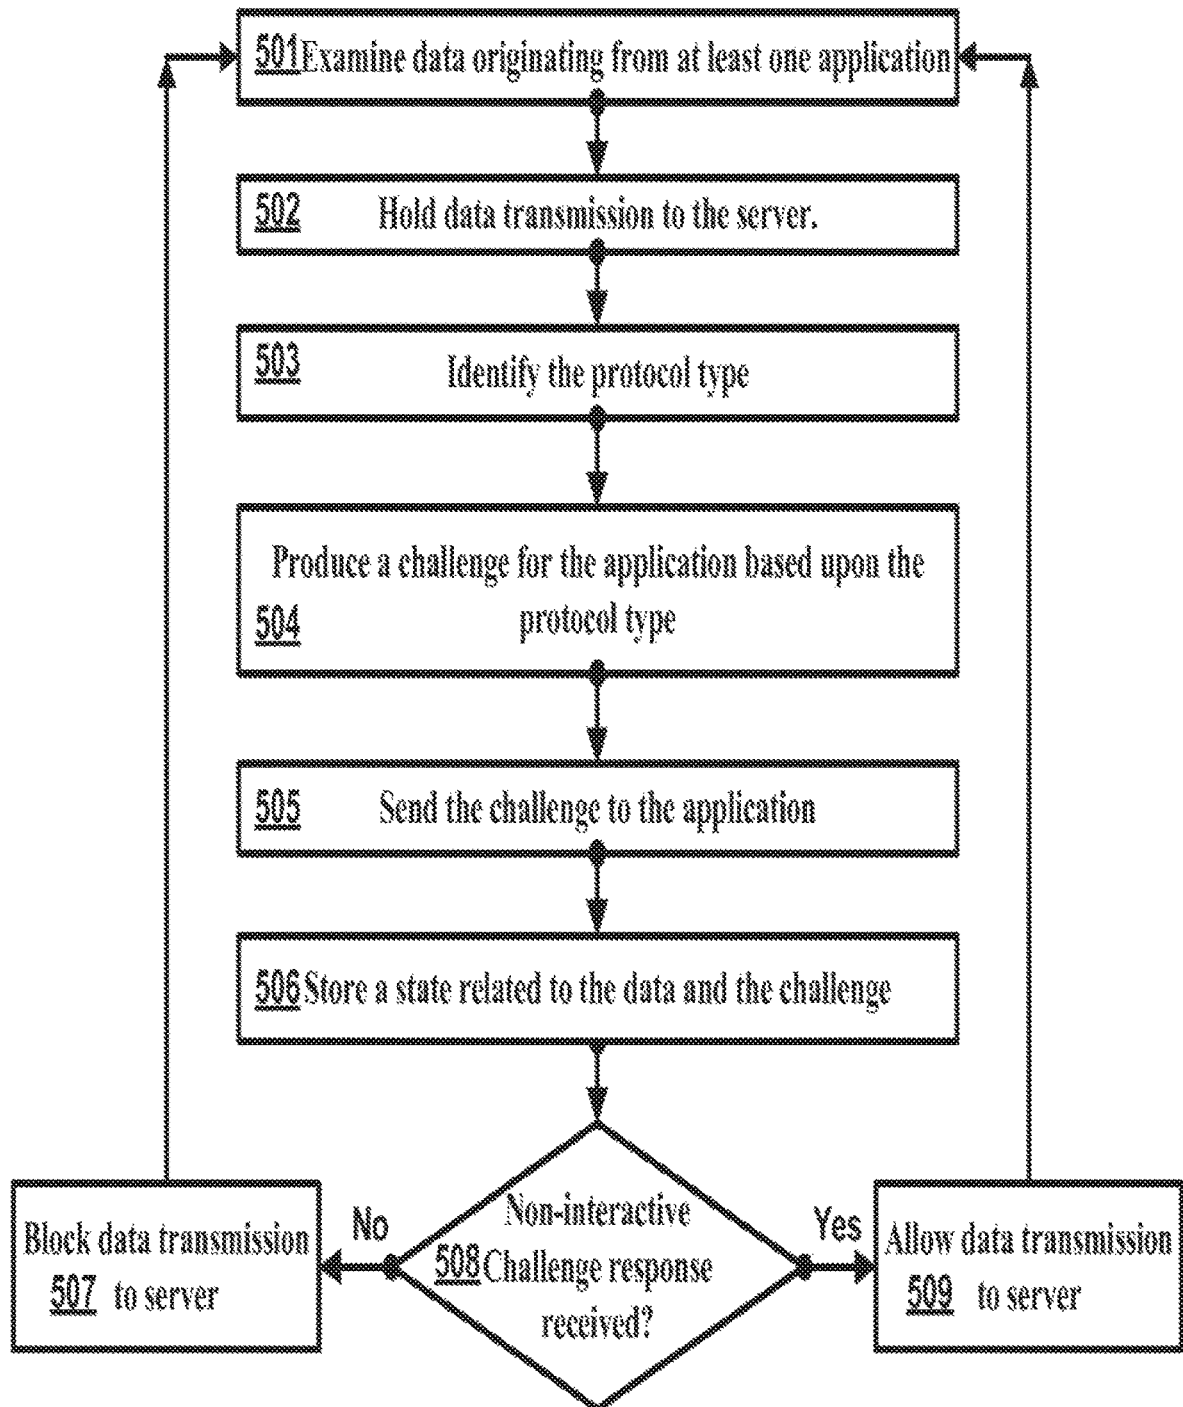 501 Examine data originating from at least one application
502 Hold data transmission to the server.
503 Identify the protocol type
Produce a challenge for the application based upon the
504 protocol type
505 Send the challenge to the application
506 Store a state related to the data and the challenge
Non-interactive
508 Challenge response
received?
No
Block data transmission
507 to server
Yes
Allow data transmission
509 to server